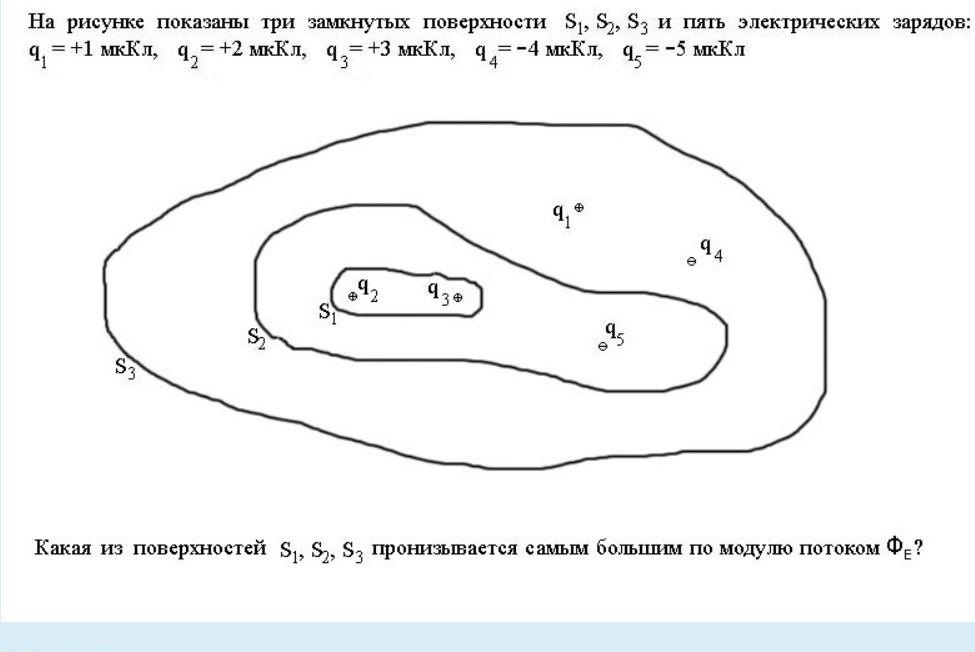 На рисунке показаны три замкнутых поверхности S₁, S₂, S₃ и пять электрических зарядов:
q₁ = +1 мкКл, q₂ = +2 мкКл, q₃ = +3 мкКл, q₄ = −4 мкКл, q₅ = −5 мкКл
q₁ ⊕
⊖ q₄
⊕ q₂ q₃ ⊕
S₁
S₂
q₅
⊖
S₃
Какая из поверхностей S₁, S₂, S₃ пронизывается самым большим по модулю потоком Ф_E?